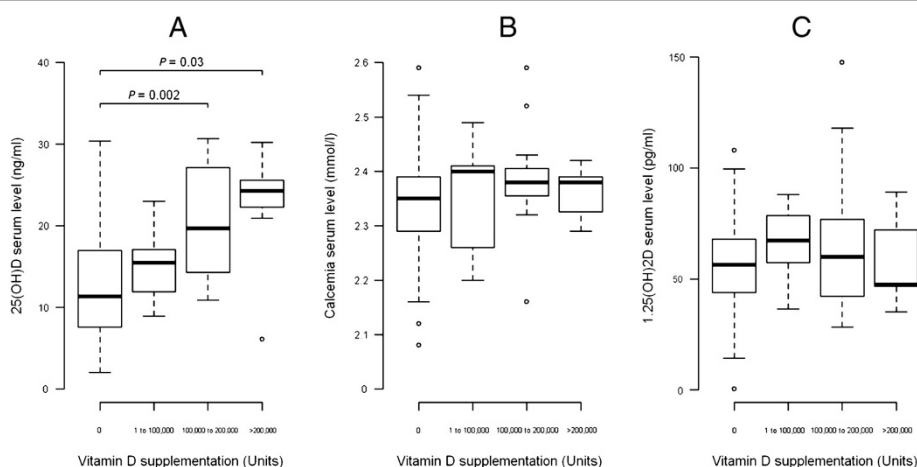 A
25(OH)D serum level (ng/ml)
40
30
20
10
0
P = 0.03
P = 0.002
0
1 to 100,000
100,000 to 200,000
>200,000
Vitamin D supplementation (Units)
B
Calcemia serum level (mmol/l)
2.6
2.5
2.4
2.3
2.2
2.1
0
0
1 to 100,000
100,000 to 200,000
>200,000
Vitamin D supplementation (Units)
C
1.25(OH)2D serum level (pg/ml)
150
100
50
0
0
1 to 100,000
100,000 to 200,000
>200,000
Vitamin D supplementation (Units)